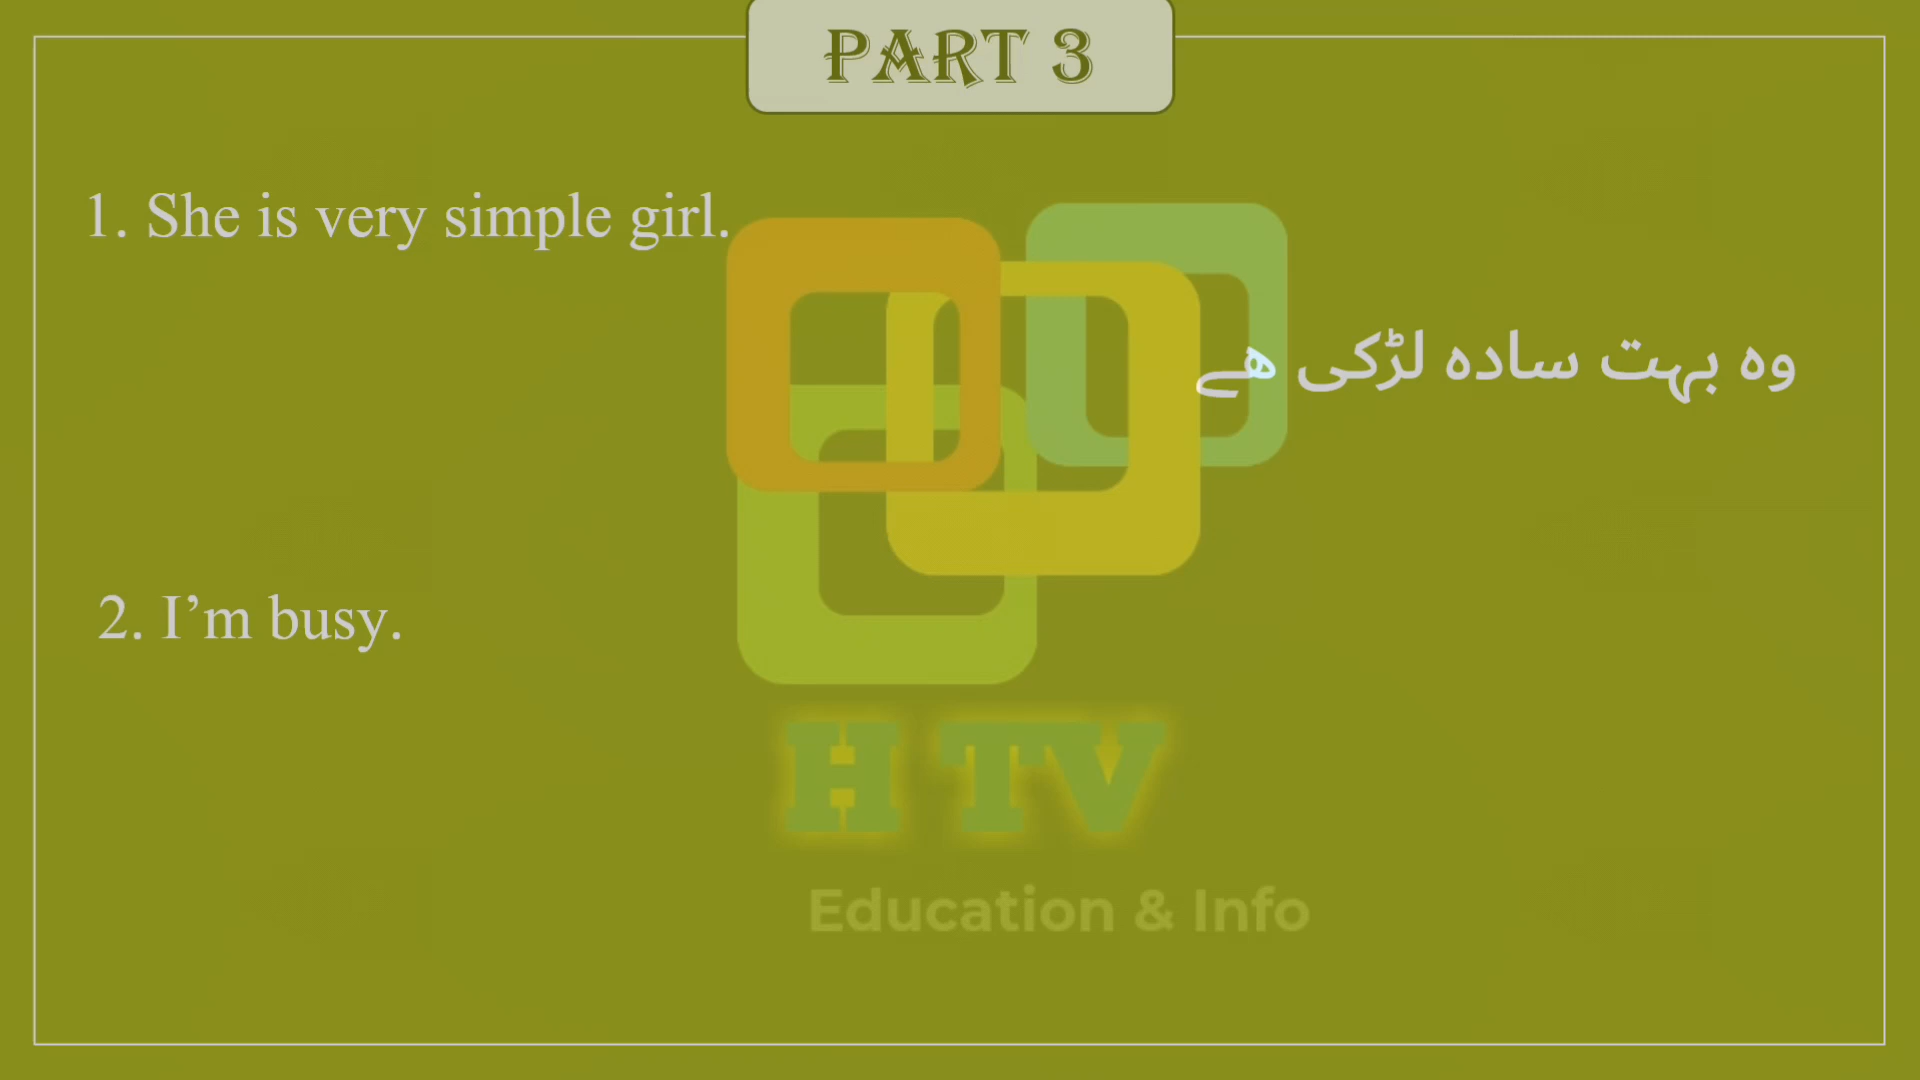 PART 3
1. She is very simple girl.
وہ بہت سادہ لڑکی ھے
2. I’m busy.
H TV
Education & Info